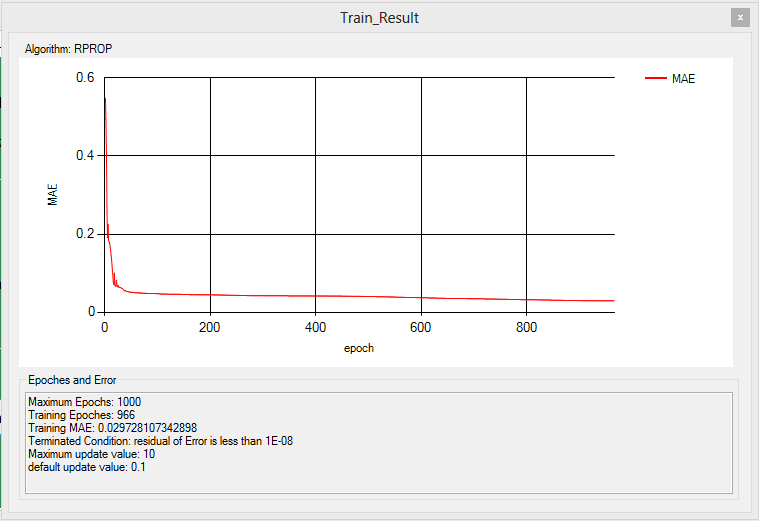 Train_Result
x
Algorithm: RPROP
0.6
0.4
0.2
0
MAE
MAE
0 200 400 600 800
epoch
Epoches and Error
Maximum Epochs: 1000
Training Epoches: 966
Training MAE: 0.029728107342898
Terminated Condition: residual of Error is less than 1E-08
Maximum update value: 10
default update value: 0.1